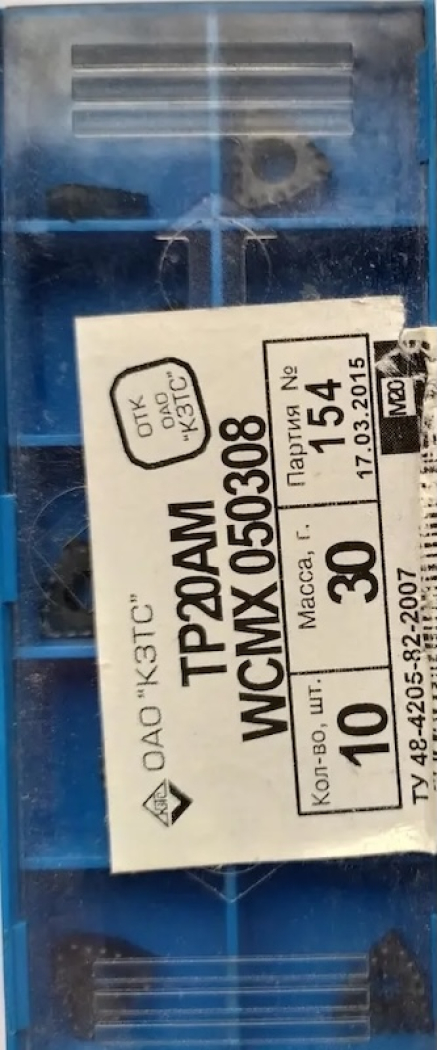 ОАО "КЗТС"
ОТК
ОАО
"КЗТС"
TP20AM
WCMX 050308
Кол-во, шт.
10
Масса, г.
30
Партия №
154
17.03.2015
ТУ 48-4205-82-2007
M20
КЗТС